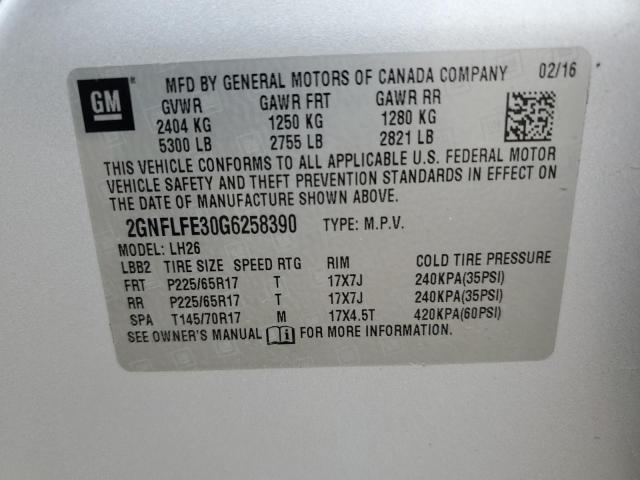 GM ® MFD BY GENERAL MOTORS OF CANADA COMPANY 02/16
GVWR GAWR FRT GAWR RR
2404 KG 1250 KG 1280 KG
5300 LB 2755 LB 2821 LB
THIS VEHICLE CONFORMS TO ALL APPLICABLE U.S. FEDERAL MOTOR
VEHICLE SAFETY AND THEFT PREVENTION STANDARDS IN EFFECT ON
THE DATE OF MANUFACTURE SHOWN ABOVE.
2GNFLFE30G6258390 TYPE: M.P.V.
MODEL: LH26
LBB2 TIRE SIZE SPEED RTG RIM COLD TIRE PRESSURE
FRT P225/65R17 T 17X7J 240KPA(35PSI)
RR P225/65R17 T 17X7J 240KPA(35PSI)
SPA T145/70R17 M 17X4.5T 420KPA(60PSI)
SEE OWNER'S MANUAL i FOR MORE INFORMATION.